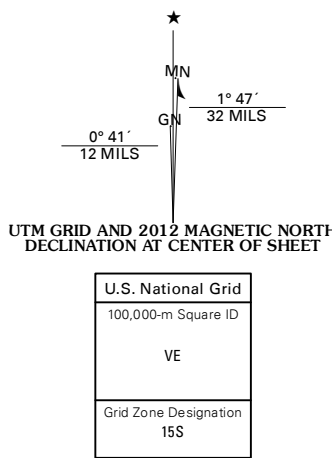 ★
MN
1° 47´
32 MILS
GN
0° 41´
12 MILS
UTM GRID AND 2012 MAGNETIC NORTH
DECLINATION AT CENTER OF SHEET
U.S. National Grid
100,000-m Square ID
VE
Grid Zone Designation
15S